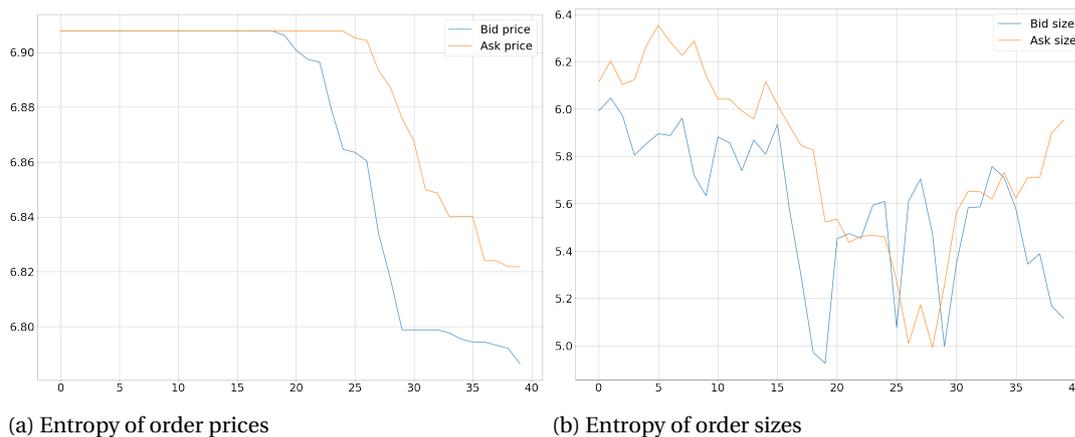 6.90
6.88
6.86
6.84
6.82
6.80
0 5 10 15 20 25 30 35 40
Bid price
Ask price
(a) Entropy of order prices
6.4
6.2
6.0
5.8
5.6
5.4
5.2
5.0
0 5 10 15 20 25 30 35 4
Bid size
Ask size
(b) Entropy of order sizes